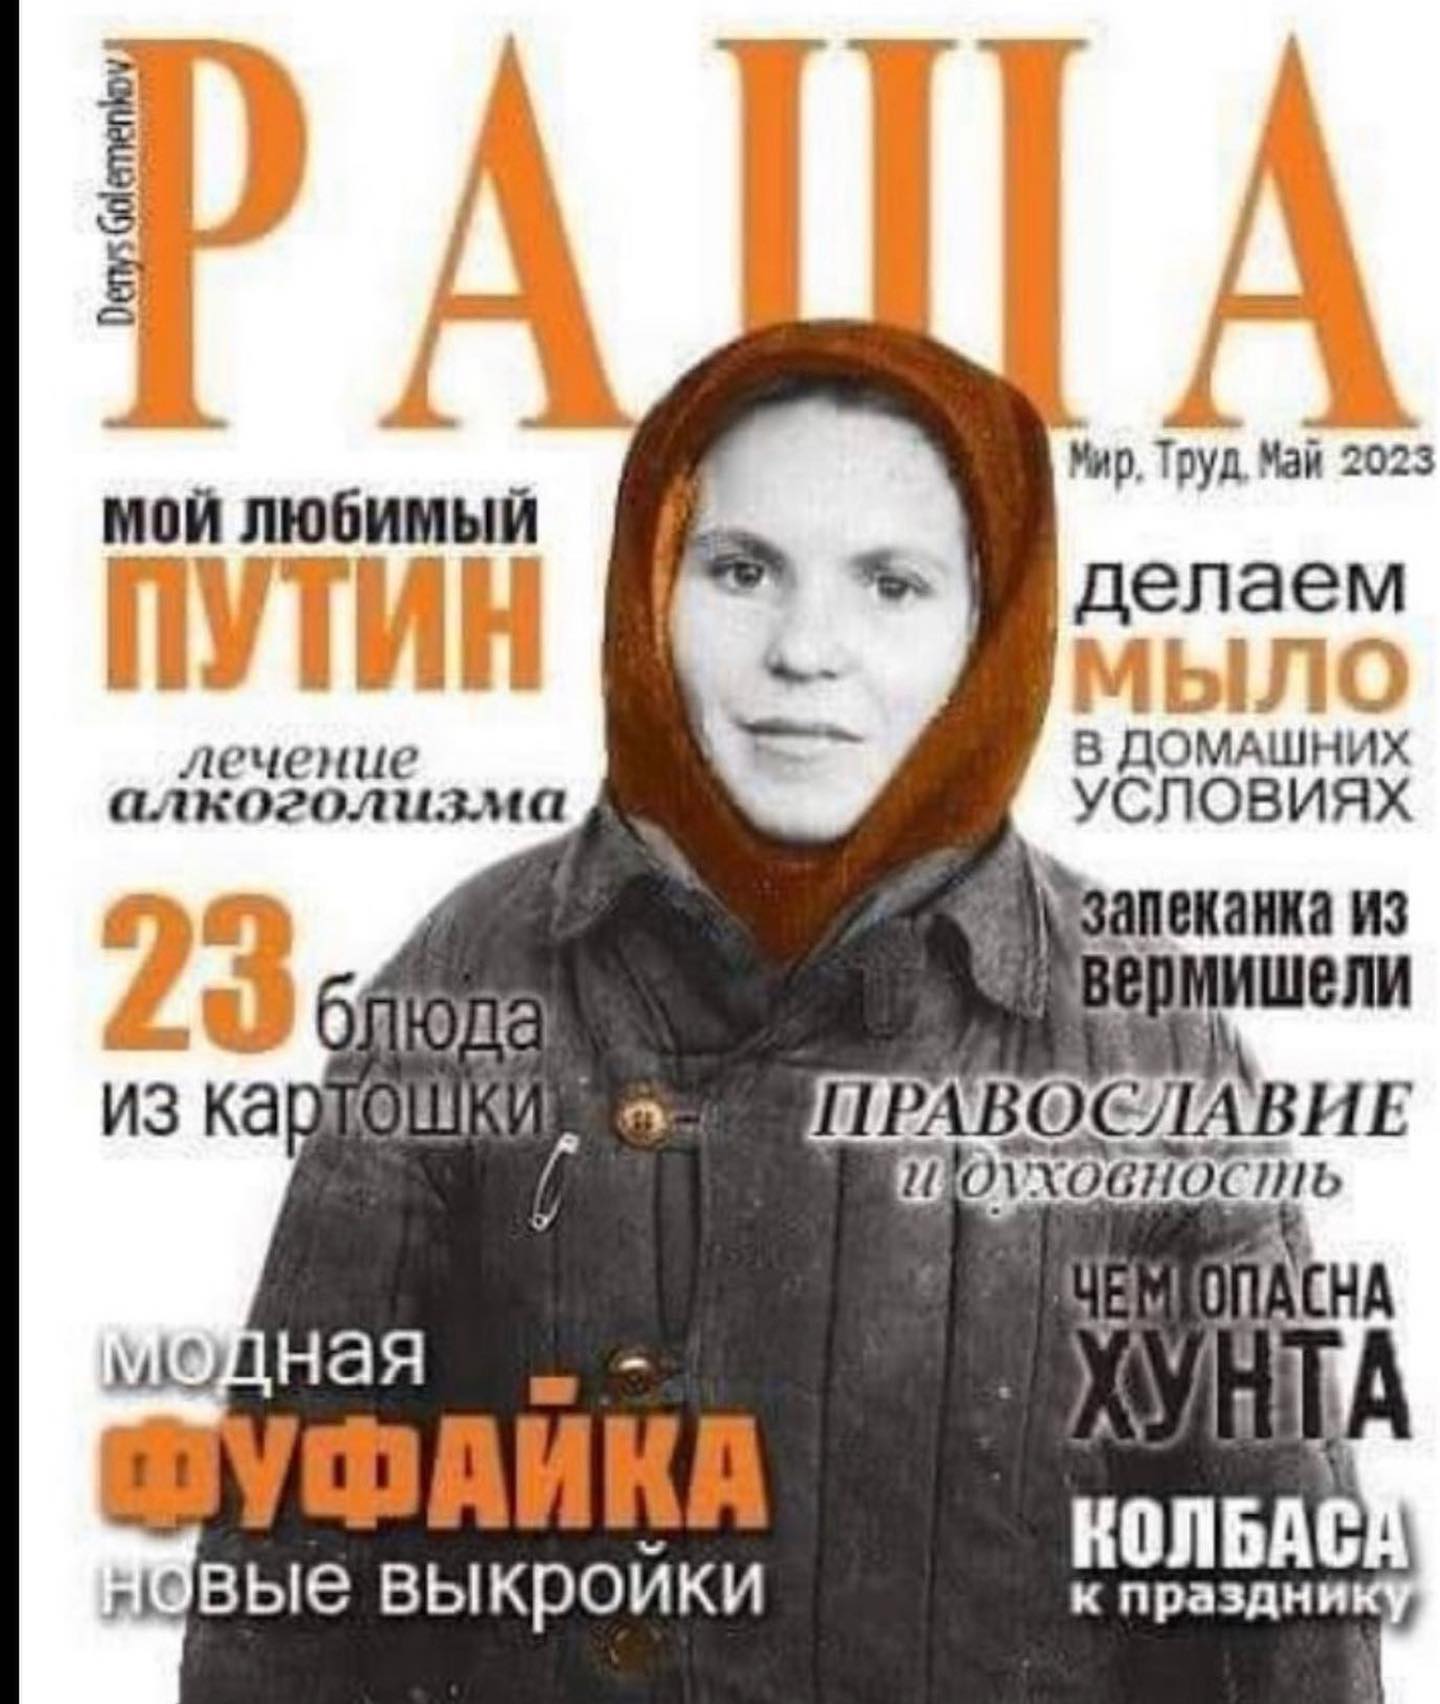 РАША
Denys Golemenkov
Мир, Труд, Май 2023
мой любимый
ПУТИН
лечение
алкоголизма
23 блюда
из картошки
модная
ФУФАЙКА
новые выкройки
делаем
МЫЛО
В ДОМАШНИХ
УСЛОВИЯХ
запеканка из
вермишели
ПРАВОСЛАВИЕ
и духовность
ЧЕМ ОПАСНА
ХУНТА
КОЛБАСА
к празднику